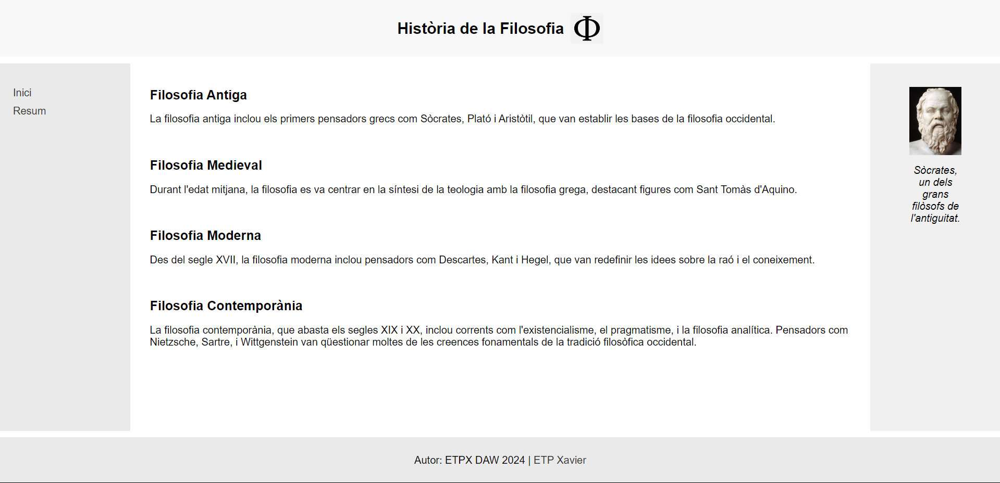 Història de la Filosofia Φ
Inici
Resum
Filosofia Antiga
La filosofia antiga inclou els primers pensadors grecs com Sòcrates, Plató i Aristòtil, que van establir les bases de la filosofia occidental.
Filosofia Medieval
Durant l'edat mitjana, la filosofia es va centrar en la síntesi de la teologia amb la filosofia grega, destacant figures com Sant Tomàs d'Aquino.
Filosofia Moderna
Des del segle XVII, la filosofia moderna inclou pensadors com Descartes, Kant i Hegel, que van redefinir les idees sobre la raó i el coneixement.
Filosofia Contemporània
La filosofia contemporània, que abasta els segles XIX i XX, inclou corrents com l'existencialisme, el pragmatisme, i la filosofia analítica. Pensadors com
Nietzsche, Sartre, i Wittgenstein van qüestionar moltes de les creences fonamentals de la tradició filosòfica occidental.
Sòcrates,
un dels
grans
filòsofs de
l'antiguitat.
Autor: ETPX DAW 2024 | ETP Xavier